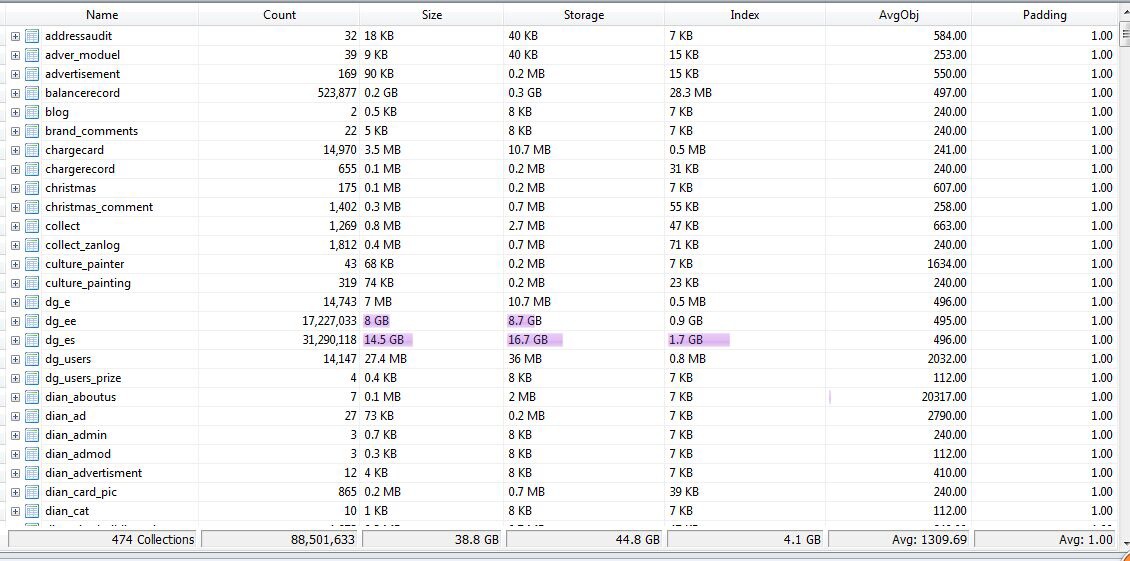 Name Count Size Storage Index AvgObj Padding
addressaudit 32 18 KB 40 KB 7 KB 584.00 1.00
adver_moduel 39 9 KB 40 KB 15 KB 253.00 1.00
advertisement 169 90 KB 0.2 MB 15 KB 550.00 1.00
balancerecord 523,877 0.2 GB 0.3 GB 28.3 MB 497.00 1.00
blog 2 0.5 KB 8 KB 7 KB 240.00 1.00
brand_comments 22 5 KB 8 KB 7 KB 240.00 1.00
chargecard 14,970 3.5 MB 10.7 MB 0.5 MB 241.00 1.00
chargerecord 655 0.1 MB 0.2 MB 31 KB 240.00 1.00
christmas 175 0.1 MB 0.2 MB 7 KB 607.00 1.00
christmas_comment 1,402 0.3 MB 0.7 MB 55 KB 258.00 1.00
collect 1,269 0.8 MB 2.7 MB 47 KB 663.00 1.00
collect_zanlog 1,812 0.4 MB 0.7 MB 71 KB 240.00 1.00
culture_painter 43 68 KB 0.2 MB 7 KB 1634.00 1.00
culture_painting 319 74 KB 0.2 MB 23 KB 240.00 1.00
dg_e 14,743 7 MB 10.7 MB 0.5 MB 496.00 1.00
dg_ee 17,227,033 8 GB 8.7 GB 0.9 GB 495.00 1.00
dg_es 31,290,118 14.5 GB 16.7 GB 1.7 GB 496.00 1.00
dg_users 14,147 27.4 MB 36 MB 0.8 MB 2032.00 1.00
dg_users_prize 4 0.4 KB 8 KB 7 KB 112.00 1.00
dian_aboutus 7 0.1 MB 2 MB 7 KB 20317.00 1.00
dian_ad 27 73 KB 0.2 MB 7 KB 2790.00 1.00
dian_admin 3 0.7 KB 8 KB 7 KB 240.00 1.00
dian_admod 3 0.3 KB 8 KB 7 KB 112.00 1.00
dian_advertisment 12 4 KB 8 KB 7 KB 410.00 1.00
dian_card_pic 865 0.2 MB 0.7 MB 39 KB 240.00 1.00
dian_cat 10 1 KB 8 KB 7 KB 112.00 1.00
474 Collections 88,501,633 38.8 GB 44.8 GB 4.1 GB Avg: 1309.69 Avg: 1.00